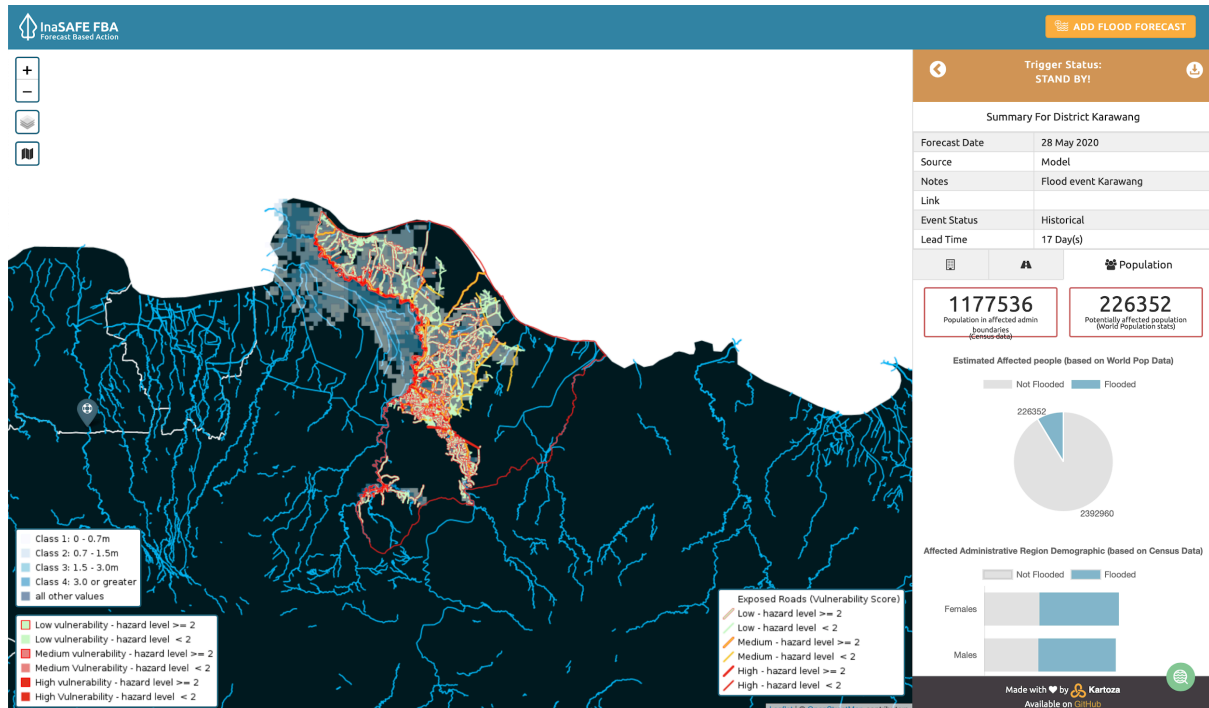 InaSAFE FBA
Forecast Based Action
ADD FLOOD FORECAST
+
−
Trigger Status:
STAND BY!
Summary For District Karawang
Forecast Date 28 May 2020
Source Model
Notes Flood event Karawang
Link
Event Status Historical
Lead Time 17 Day(s)
Population
1177536
Population in affected admin
boundaries
(Census data)
226352
Potentially affected population
(World Population stats)
Estimated Affected people (based on World Pop Data)
Not Flooded Flooded
226352
2392960
Affected Administrative Region Demographic (based on Census Data)
Not Flooded Flooded
Females
Males
Class 1: 0 - 0.7m
Class 2: 0.7 - 1.5m
Class 3: 1.5 - 3.0m
Class 4: 3.0 or greater
all other values
Low vulnerability - hazard level >= 2
Low vulnerability - hazard level < 2
Medium vulnerability - hazard level >= 2
Medium Vulnerability - hazard level < 2
High vulnerability - hazard level >= 2
High Vulnerability - hazard level < 2
Exposed Roads (Vulnerability Score)
Low - hazard level >= 2
Low - hazard level < 2
Medium - hazard level >= 2
Medium - hazard level < 2
High - hazard level >= 2
High - hazard level < 2
Made with ♥ by Kartoza
Available on GitHub